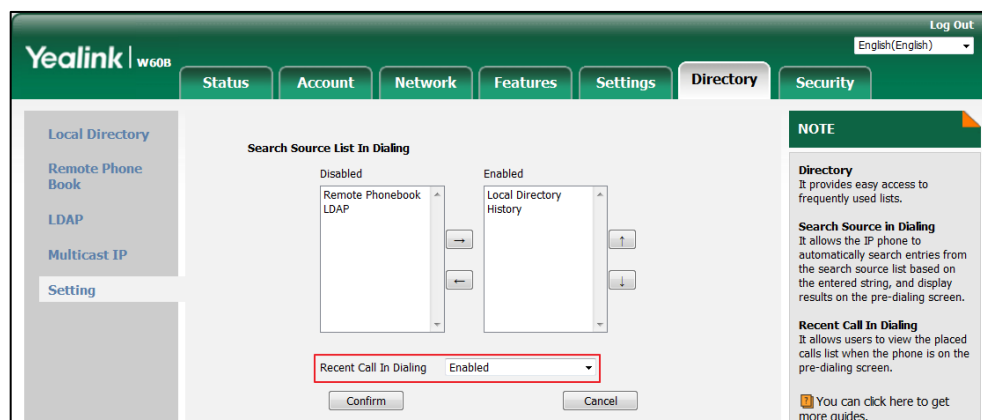 Log Out
Yealink | W60B
English(English)
Status Account Network Features Settings Directory Security
Local Directory
Remote Phone
Book
LDAP
Multicast IP
Setting
Search Source List In Dialing
Disabled Enabled
Remote Phonebook
LDAP
Local Directory
History
→
←
↑
↓
Recent Call In Dialing Enabled
Confirm Cancel
NOTE
Directory
It provides easy access to
frequently used lists.
Search Source in Dialing
It allows the IP phone to
automatically search entries from
the search source list based on
the entered string, and display
results on the pre-dialing screen.
Recent Call In Dialing
It allows users to view the placed
calls list when the phone is on the
pre-dialing screen.
You can click here to get
more guides.